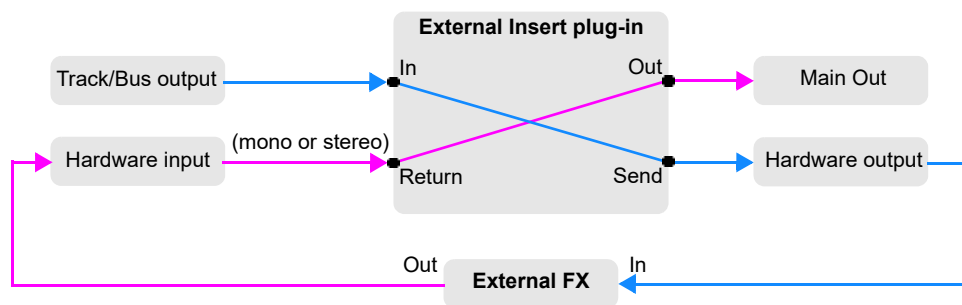 External Insert plug-in
In
Out
Track/Bus output
Main Out
Hardware input
(mono or stereo)
Return
Send
Hardware output
Out
External FX
In